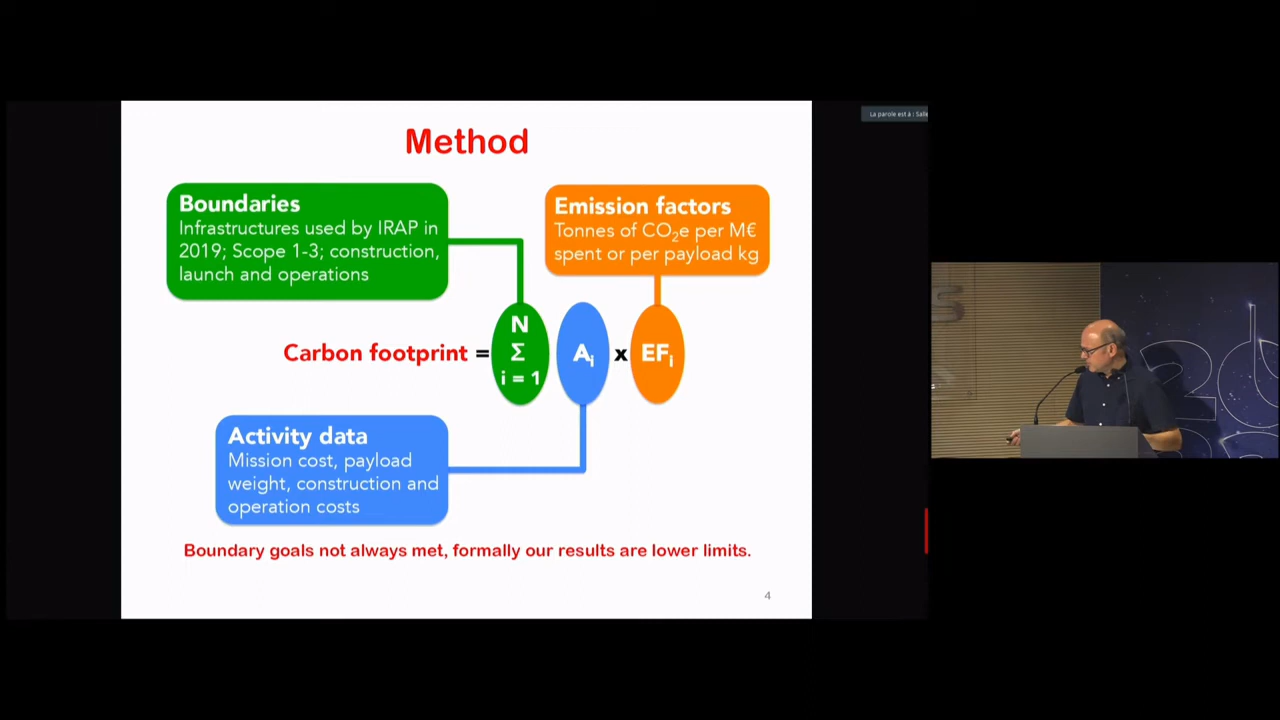 La parole est à : Salle
Method
Boundaries
Infrastructures used by IRAP in
2019; Scope 1-3; construction,
launch and operations
Emission factors
Tonnes of CO₂e per M€
spent or per payload kg
Carbon footprint = N Σ i = 1 Aᵢ x EFᵢ
Activity data
Mission cost, payload
weight, construction and
operation costs
Boundary goals not always met, formally our results are lower limits.
4